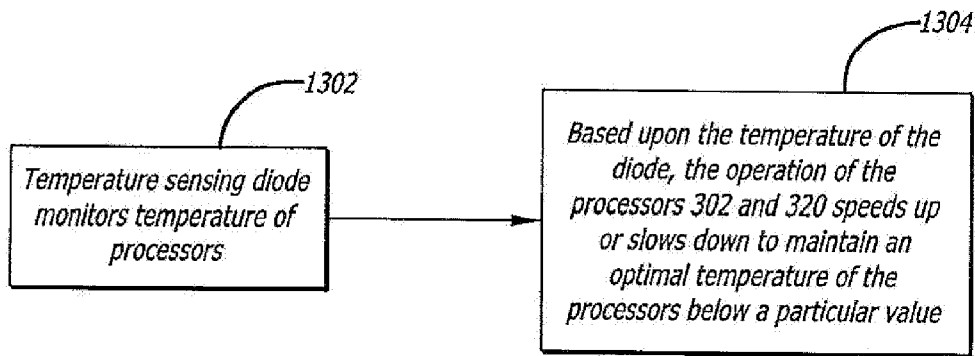 1302
Temperature sensing diode
monitors temperature of
processors
1304
Based upon the temperature of the
diode, the operation of the
processors 302 and 320 speeds up
or slows down to maintain an
optimal temperature of the
processors below a particular value